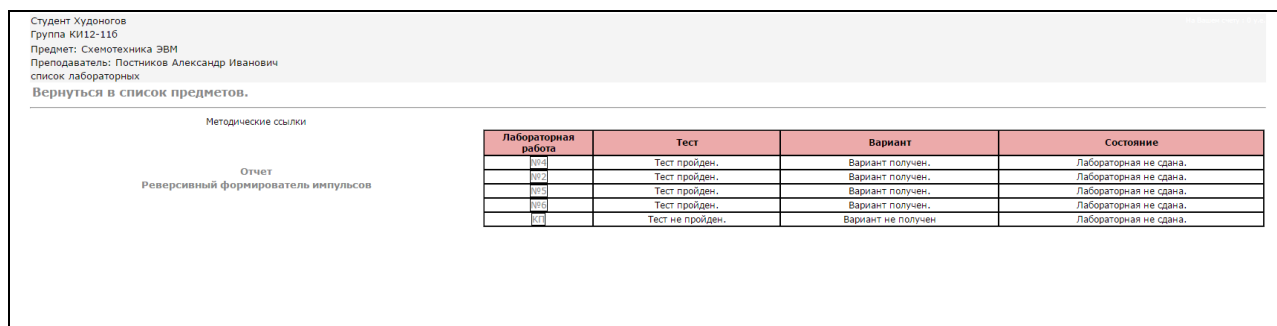 Студент Худоногов
Группа КИ12-11б
Предмет: Схемотехника ЭВМ
Преподаватель: Постников Александр Иванович
список лабораторных
Вернуться в список предметов.
Методические ссылки
Отчет
Реверсивный формирователь импульсов
Лабораторная работа Тест Вариант Состояние
№4 Тест пройден. Вариант получен. Лабораторная не сдана.
№2 Тест пройден. Вариант получен. Лабораторная не сдана.
№5 Тест пройден. Вариант получен. Лабораторная не сдана.
№6 Тест пройден. Вариант получен. Лабораторная не сдана.
КП Тест не пройден. Вариант не получен Лабораторная не сдана.